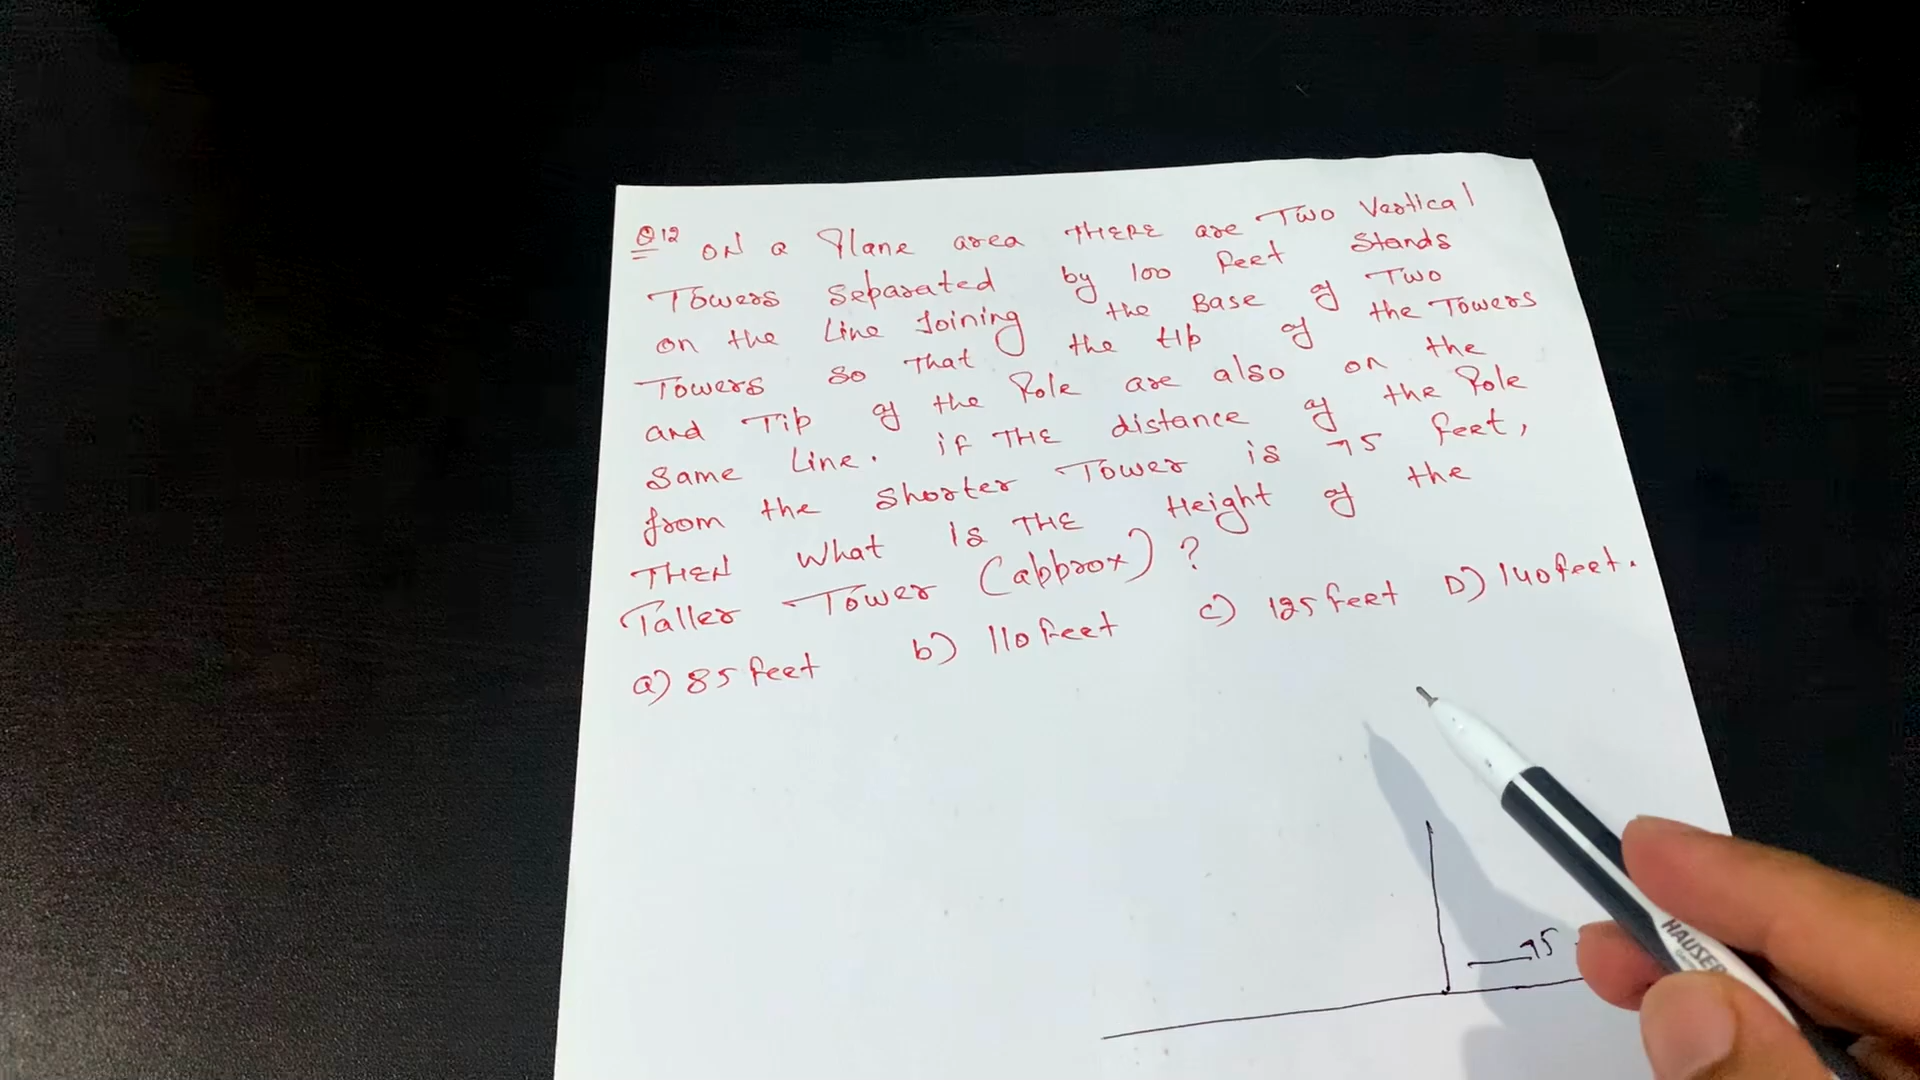 Q12 ON a Plane area THERE are Two Vertical
Towers Separated by 100 feet Stands
on the Line Joining the Base of Two
Towers So That the tip of the Towers
and Tip of the Pole are also on the
Same Line. if THE distance of the Pole
from the Shorter Tower is 75 feet,
THEN What is THE Height of the
Taller Tower (approx)?
a) 85 feet b) 110 feet c) 125 feet D) 140 feet.
75
HAUSER